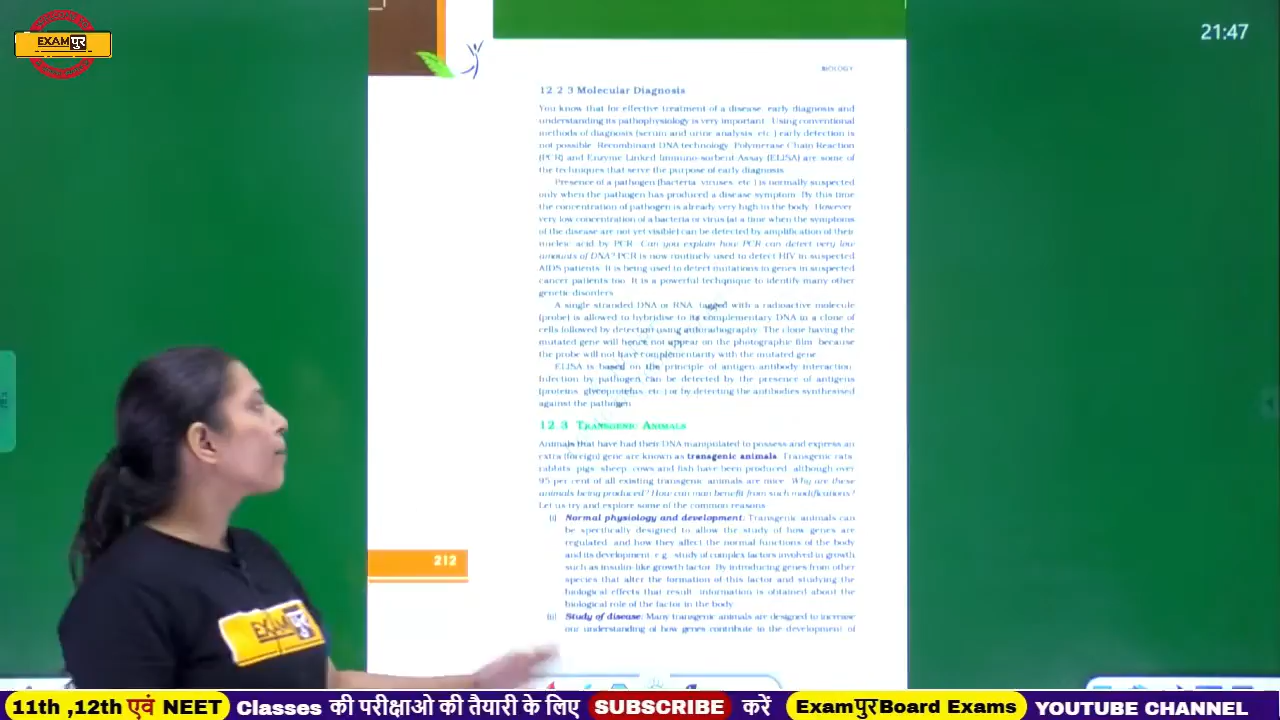 EXAMपुर
21:47
BIOLOGY
12 2 3 Molecular Diagnosis
You know that for effective treatment of a disease early diagnosis and
understanding its pathophysiology is very important Using conventional
methods of diagnosis (serum and urine analysis etc ) early detection is
not possible Recombinant DNA technology Polymerase Chain Reaction
(PCR) and Enzyme Linked Immuno-sorbent Assay (ELISA) are some of
the techniques that serve the purpose of early diagnosis
Presence of a pathogen (bacteria viruses etc ) is normally suspected
only when the pathogen has produced a disease symptom By this time
the concentration of pathogen is already very high in the body However
very low concentration of a bacteria or virus (at a time when the symptoms
of the disease are not yet visible) can be detected by amplification of their
nucleic acid by PCR Can you explain how PCR can detect very low
amounts of DNA? PCR is now routinely used to detect HIV in suspected
AIDS patients It is being used to detect mutations in genes in suspected
cancer patients too It is a powerful technique to identify many other
genetic disorders
A single stranded DNA or RNA tagged with a radioactive molecule
(probe) is allowed to hybridise to its complementary DNA in a clone of
cells followed by detection using autoradiography The clone having the
mutated gene will hence not appear on the photographic film because
the probe will not have complementarity with the mutated gene
ELISA is based on the principle of antigen antibody interaction
Infection by pathogen can be detected by the presence of antigens
(proteins glycoproteins etc ) or by detecting the antibodies synthesised
against the pathogen
12.3 TRANSGENIC ANIMALS
Animals that have had their DNA manipulated to possess and express an
extra (foreign) gene are known as transgenic animals Transgenic rats
rabbits pigs sheep cows and fish have been produced although over
95 per cent of all existing transgenic animals are mice Why are these
animals being produced? How can man benefit from such modifications?
Let us try and explore some of the common reasons
(i) Normal physiology and development: Transgenic animals can
be specifically designed to allow the study of how genes are
regulated and how they affect the normal functions of the body
and its development e g study of complex factors involved in growth
such as insulin-like growth factor By introducing genes from other
species that alter the formation of this factor and studying the
biological effects that result information is obtained about the
biological role of the factor in the body
212
(ii) Study of disease: Many transgenic animals are designed to increase
our understanding of how genes contribute to the development of
EXAMपुर
11th ,12th एवं NEET Classes की परीक्षाओ की तैयारी के लिए SUBSCRIBE करें ExamपुरBoard Exams YOUTUBE CHANNEL